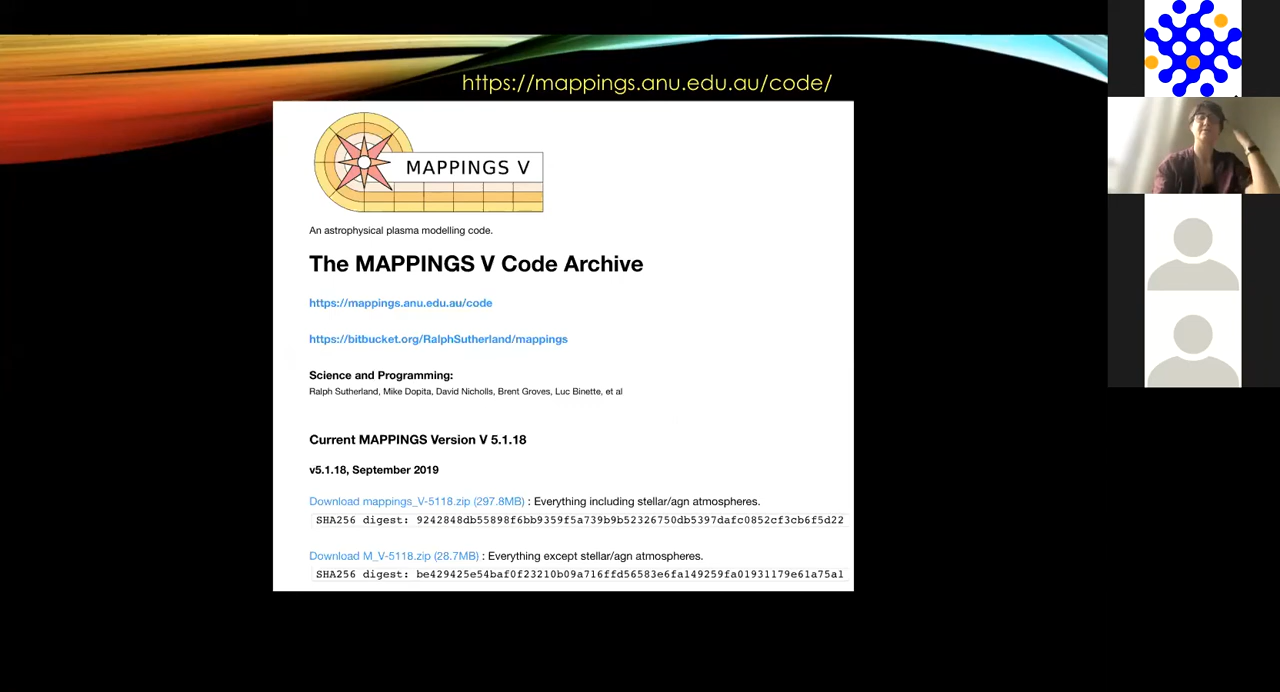 https://mappings.anu.edu.au/code/
MAPPINGS V
An astrophysical plasma modelling code.
The MAPPINGS V Code Archive
https://mappings.anu.edu.au/code
https://bitbucket.org/RalphSutherland/mappings
Science and Programming:
Ralph Sutherland, Mike Dopita, David Nicholls, Brent Groves, Luc Binette, et al
Current MAPPINGS Version V 5.1.18
v5.1.18, September 2019
Download mappings_V-5118.zip (297.8MB) : Everything including stellar/agn atmospheres.
SHA256 digest: 9242848db55898f6bb9359f5a739b9b52326750db5397dafc0852cf3cb6f5d22
Download M_V-5118.zip (28.7MB) : Everything except stellar/agn atmospheres.
SHA256 digest: be429425e54baf0f23210b09a716ffd56583e6fa149259fa01931179e61a75a1